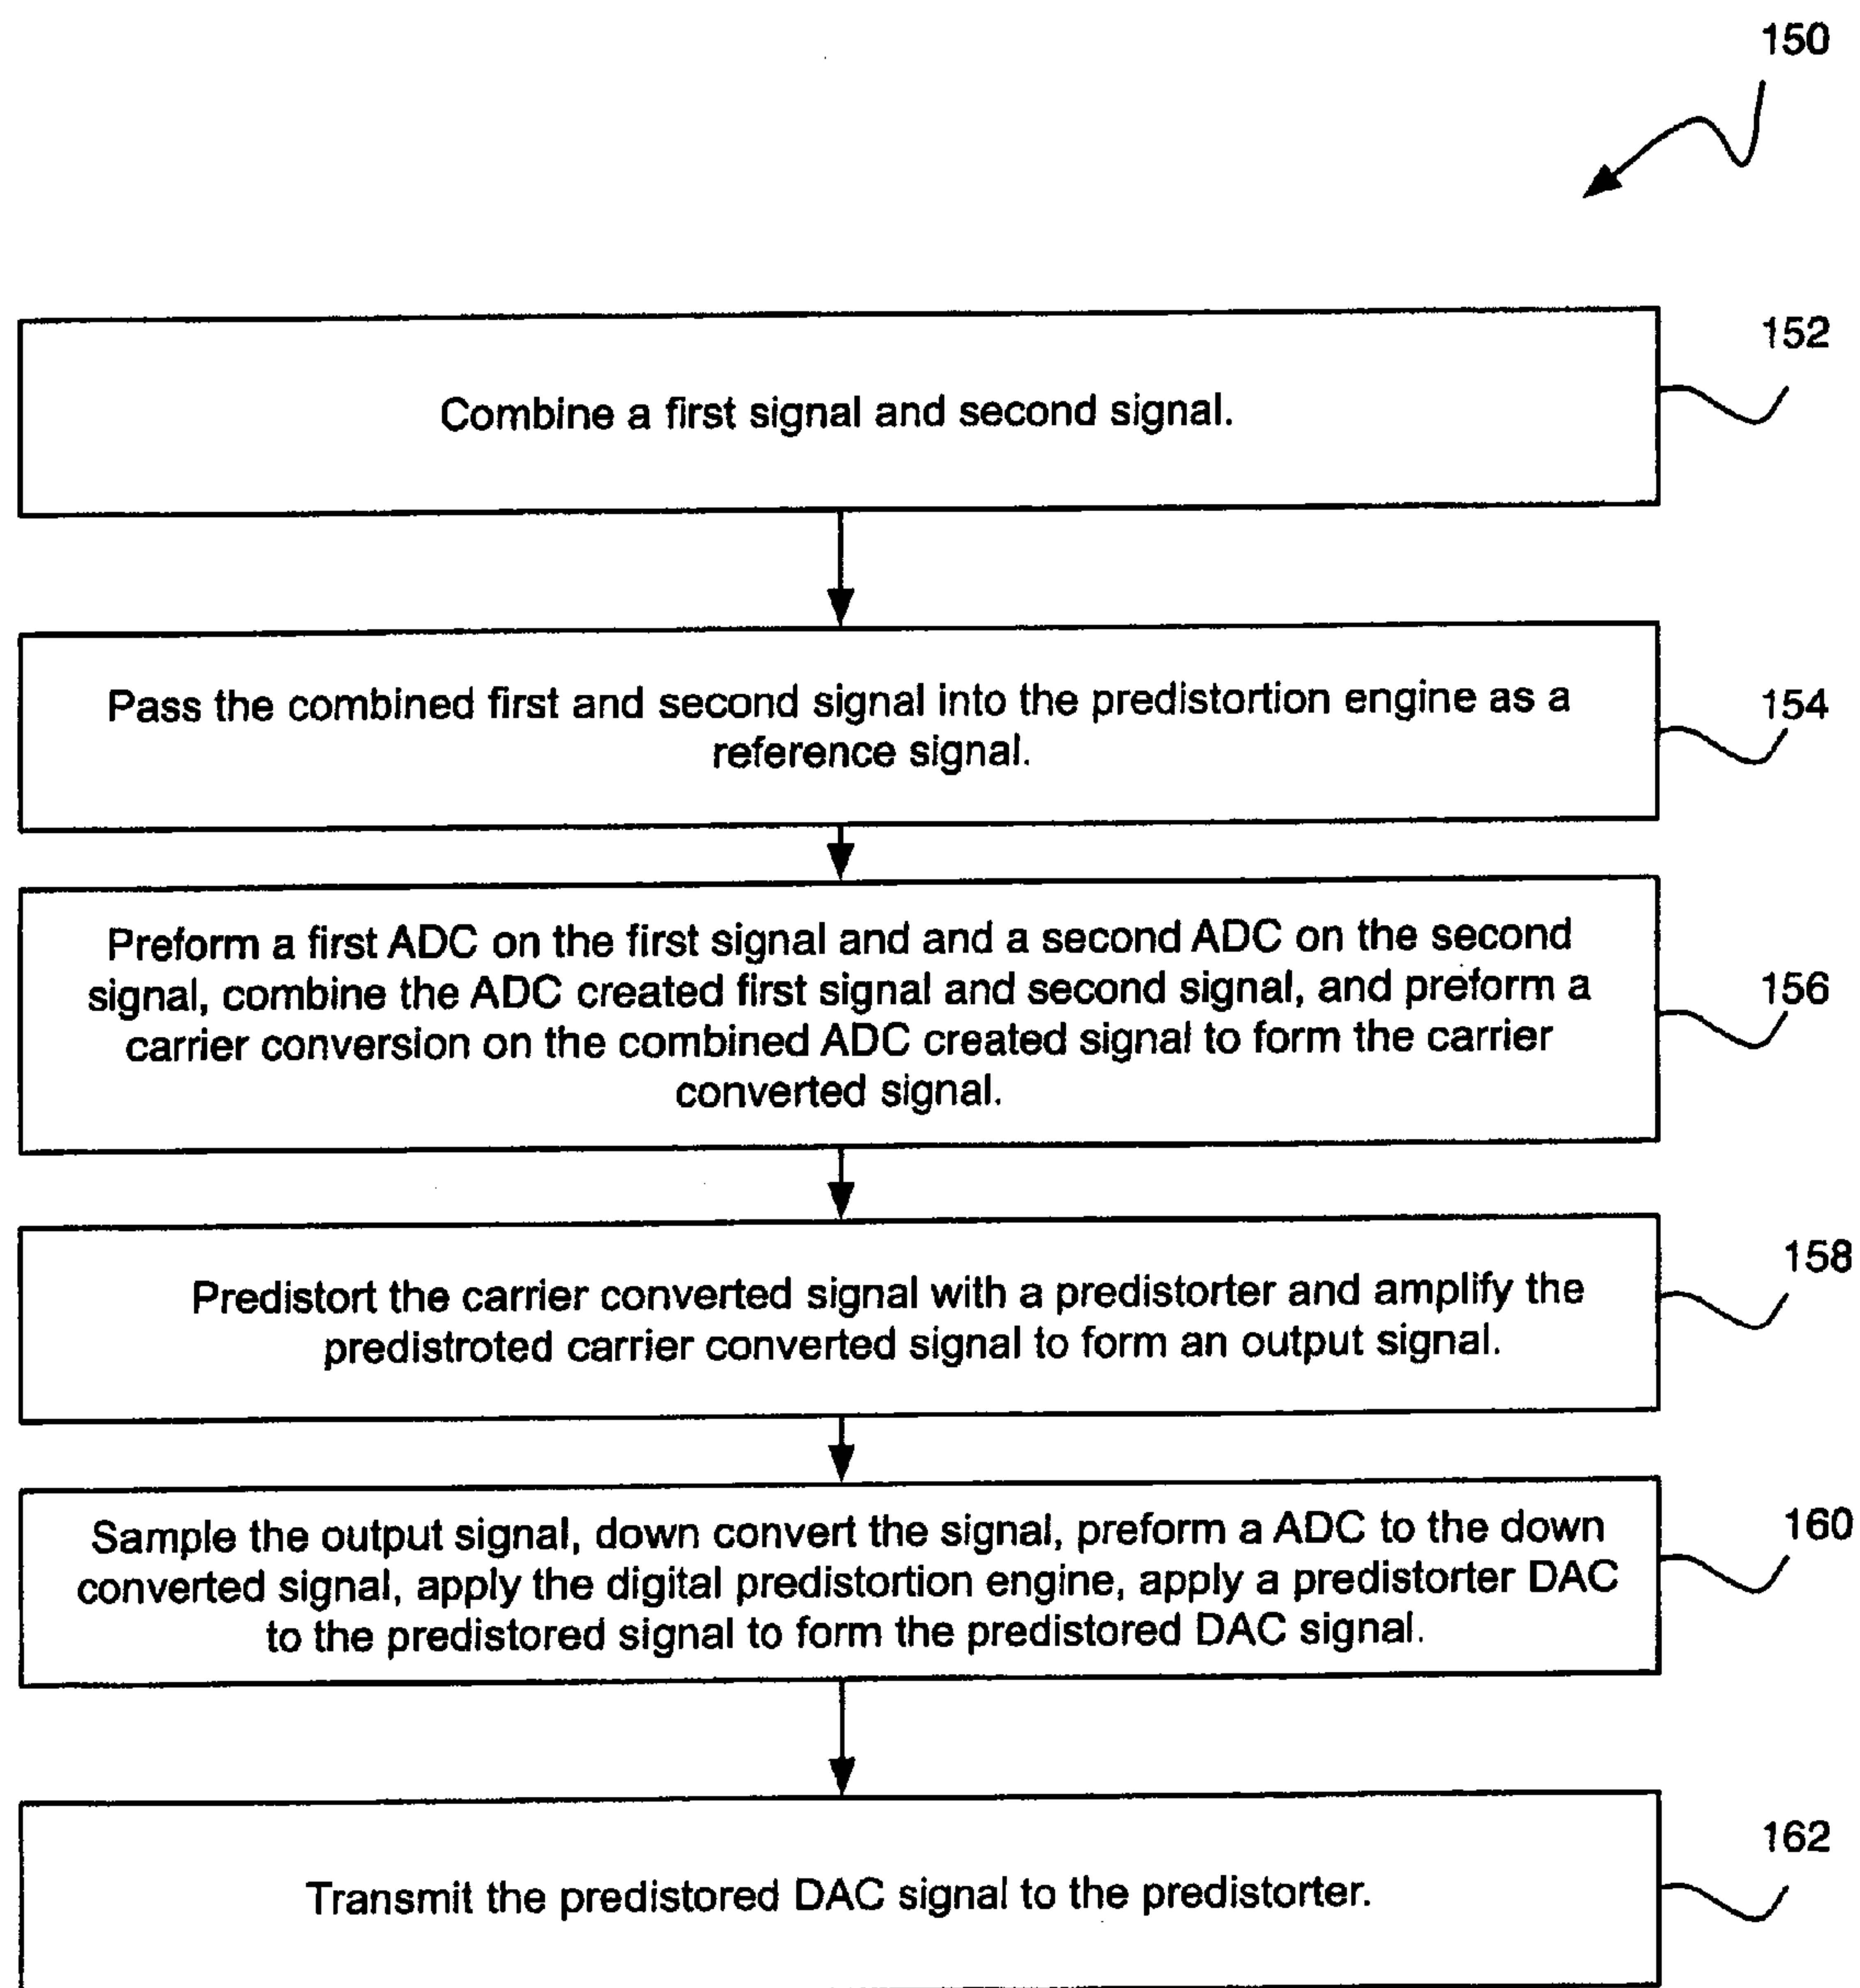 150
152
Combine a first signal and second signal.
Pass the combined first and second signal into the predistortion engine as a
reference signal.
154
Preform a first ADC on the first signal and and a second ADC on the second
signal, combine the ADC created first signal and second signal, and preform a
carrier conversion on the combined ADC created signal to form the carrier
converted signal.
156
158
Predistort the carrier converted signal with a predistorter and amplify the
predistroted carrier converted signal to form an output signal.
160
Sample the output signal, down convert the signal, preform a ADC to the down
converted signal, apply the digital predistortion engine, apply a predistorter DAC
to the predistored signal to form the predistored DAC signal.
162
Transmit the predistored DAC signal to the predistorter.